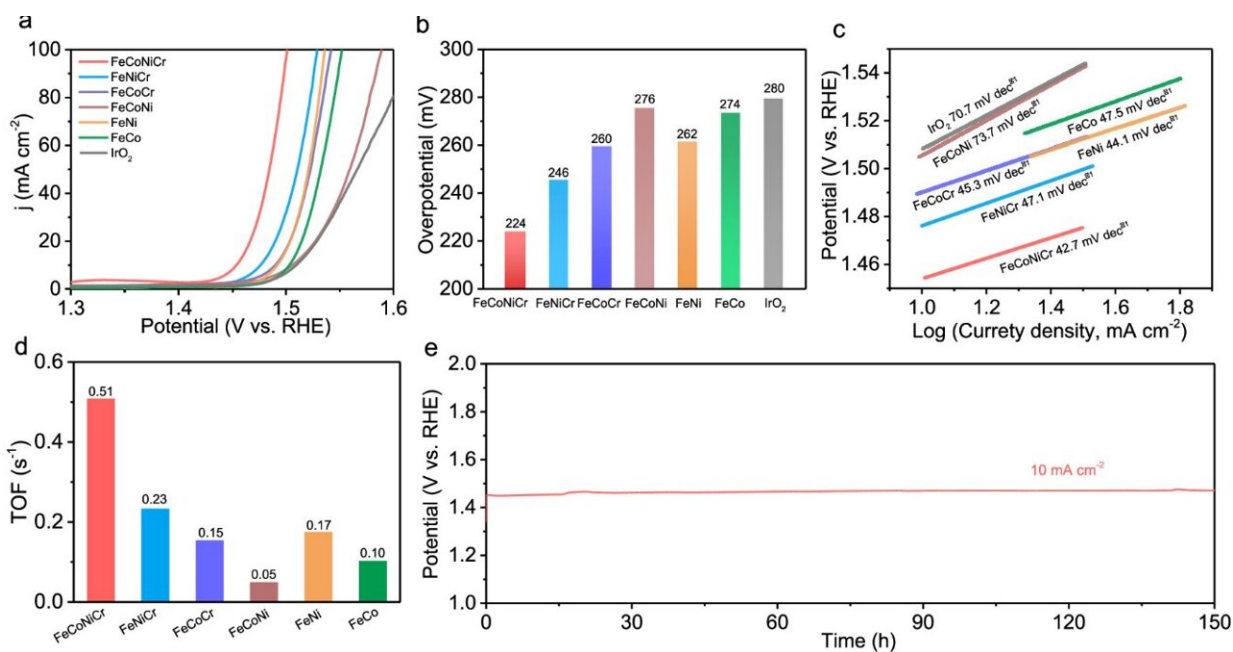 a
j (mA cm-2)
100
80
60
40
20
0
FeCoNiCr
FeNiCr
FeCoCr
FeCoNi
FeNi
FeCo
IrO2
1.3 1.4 1.5 1.6
Potential (V vs. RHE)
b
Overpotential (mV)
300
280
260
240
220
200
224
246
260
276
262
274
280
FeCoNiCr FeNiCr FeCoCr FeCoNi FeNi FeCo IrO2
c
Potential (V vs. RHE)
1.54
1.52
1.50
1.48
1.46
IrO2 70.7 mV dec
FeCoNi 73.7 mV dec
FeCo 47.5 mV dec
FeNi 44.1 mV dec
FeCoCr 45.3 mV dec
FeNiCr 47.1 mV dec
FeCoNiCr 42.7 mV dec
1.0 1.2 1.4 1.6 1.8
Log (Currety density, mA cm-2)
d
TOF (s-1)
0.6
0.4
0.2
0.0
0.51
0.23
0.15
0.05
0.17
0.10
FeCoNiCr FeNiCr FeCoCr FeCoNi FeNi FeCo
e
Potential (V vs. RHE)
2.0
1.8
1.6
1.4
1.2
1.0
10 mA cm-2
0 30 60 90 120 150
Time (h)